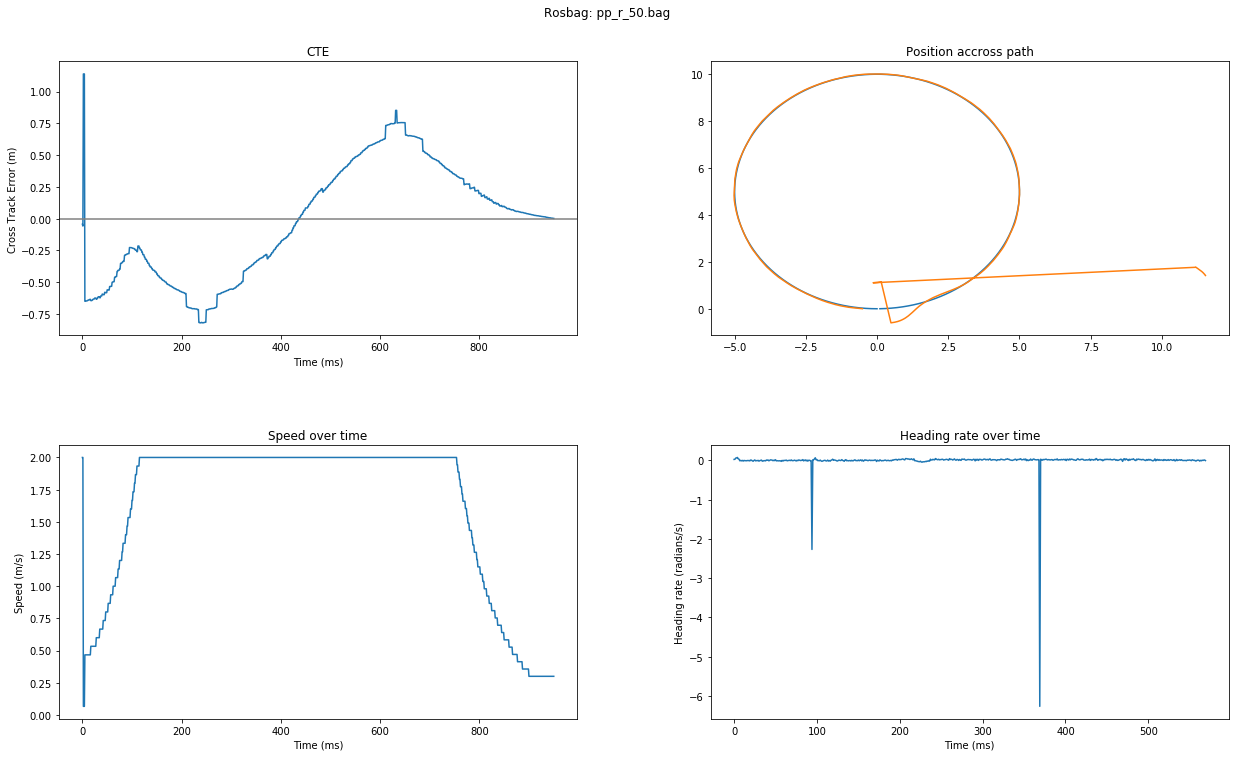 Rosbag: pp_r_50.bag
CTE
Cross Track Error (m)
1.00
0.75
0.50
0.25
0.00
−0.25
−0.50
−0.75
0 200 400 600 800
Time (ms)
Position accross path
10
8
6
4
2
0
−5.0 −2.5 0.0 2.5 5.0 7.5 10.0
Speed over time
Speed (m/s)
2.00
1.75
1.50
1.25
1.00
0.75
0.50
0.25
0.00
0 200 400 600 800
Time (ms)
Heading rate over time
Heading rate (radians/s)
0
−1
−2
−3
−4
−5
−6
0 100 200 300 400 500
Time (ms)